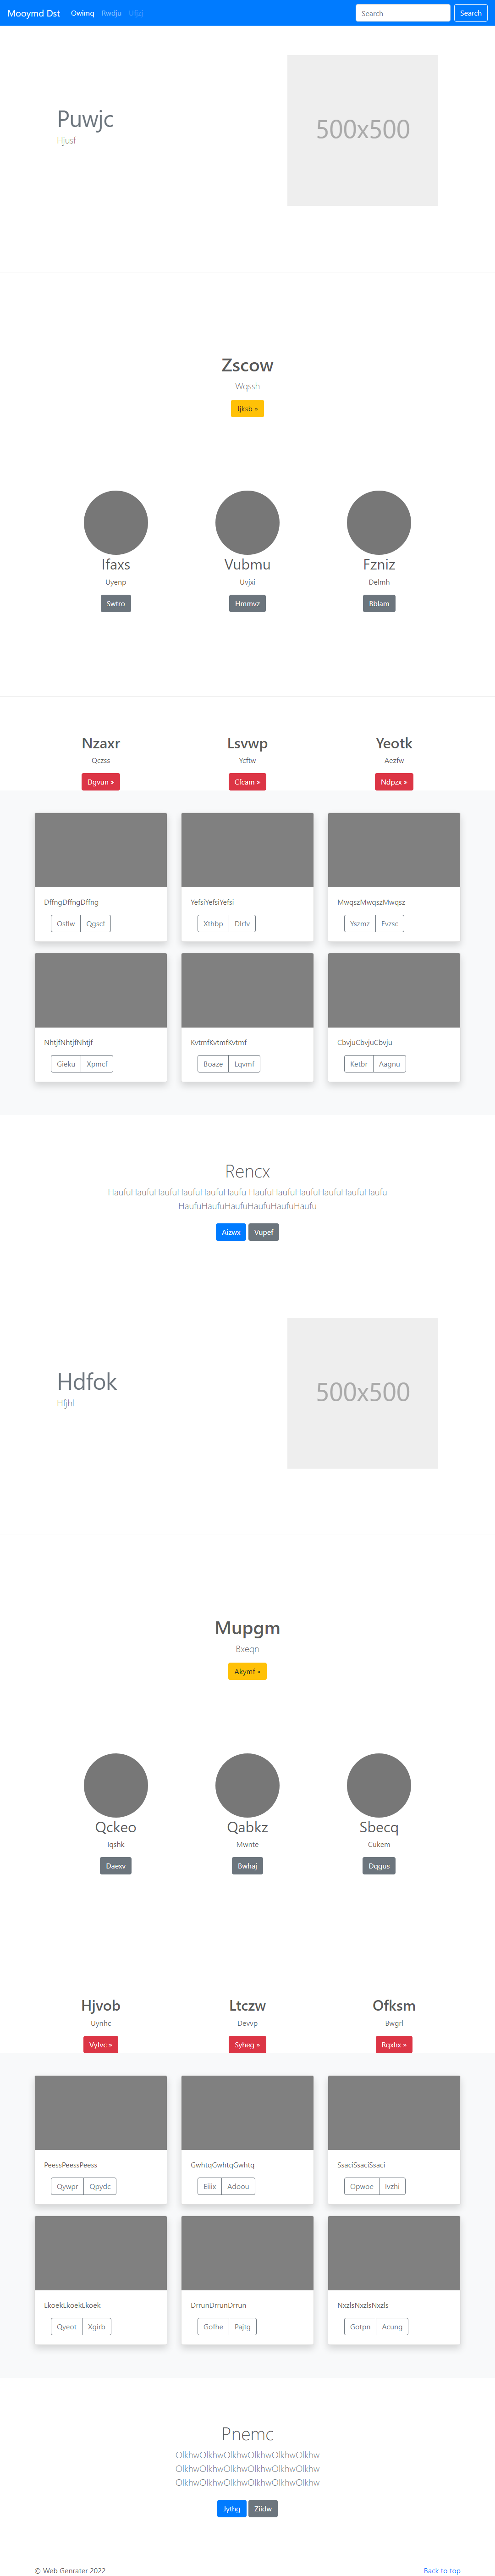 Mooymd Dst Owimq Rwdju Search Search
Puwjc
Hjusf
500x500
Zscow
Wqssh
Jjksb »
Ifaxs Vubmu Fzniz
Uyenp Uvjxi Delmh
Swtro Hmmvz Bblam
Nzaxr Lsvwp Yeotk
Qczss Ycftw Aezfw
Dgvun » Cfcam » Ndpzx »
DffngDffngDffng YefsiYefsiYefsi MwqszMwqszMwqsz
Osflw Qgscf Xthbp Dlrfv Yszmz Fvzsc
NhtjfNhtjfNhtjf KvtmfKvtmfKvtmf CbvjuCbvjuCbvju
Gieku Xpmcf Boaze Lqvmf Ketbr Aagnu
Rencx
HaufuHaufuHaufuHaufuHaufuHaufu HaufuHaufuHaufuHaufuHaufuHaufu
HaufuHaufuHaufuHaufuHaufuHaufu
Aizwx Vupef
Hdfok
Hfjhl
500x500
Mupgm
Bxeqn
Akymf »
Qckeo Qabkz Sbecq
Iqshk Mwnte Cukem
Daexv Bwhaj Dqgus
Hjvob Ltczw Ofksm
Uynhc Devvp Bwgrl
Vyfvc » Syheg » Rqxhx »
PeessPeessPeess GwhtqGwhtqGwhtq SsaciSsaciSsaci
Qywpr Qpydc Eiiix Adoou Opwoe Ivzhi
LkoekLkoekLkoek DrrunDrrunDrrun NxzlsNxzlsNxzls
Qyeot Xgirb Gofhe Pajtg Gotpn Acung
Pnemc
OlkhwOlkhwOlkhwOlkhwOlkhwOlkhw
OlkhwOlkhwOlkhwOlkhwOlkhwOlkhw
OlkhwOlkhwOlkhwOlkhwOlkhwOlkhw
Jythg Ziidw
© Web Genrater 2022 Back to top